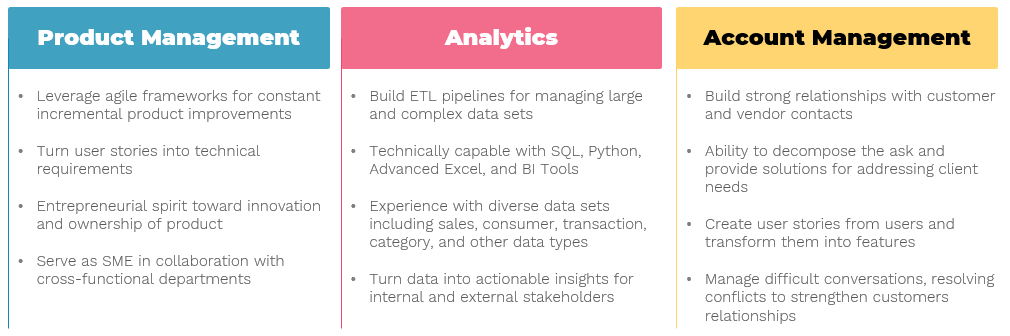 Product Management
• Leverage agile frameworks for constant
incremental product improvements
• Turn user stories into technical
requirements
• Entrepreneurial spirit toward innovation
and ownership of product
• Serve as SME in collaboration with
cross-functional departments
Analytics
• Build ETL pipelines for managing large
and complex data sets
• Technically capable with SQL, Python,
Advanced Excel, and BI Tools
• Experience with diverse data sets
including sales, consumer, transaction,
category, and other data types
• Turn data into actionable insights for
internal and external stakeholders
Account Management
• Build strong relationships with customer
and vendor contacts
• Ability to decompose the ask and
provide solutions for addressing client
needs
• Create user stories from users and
transform them into features
• Manage difficult conversations, resolving
conflicts to strengthen customers
relationships